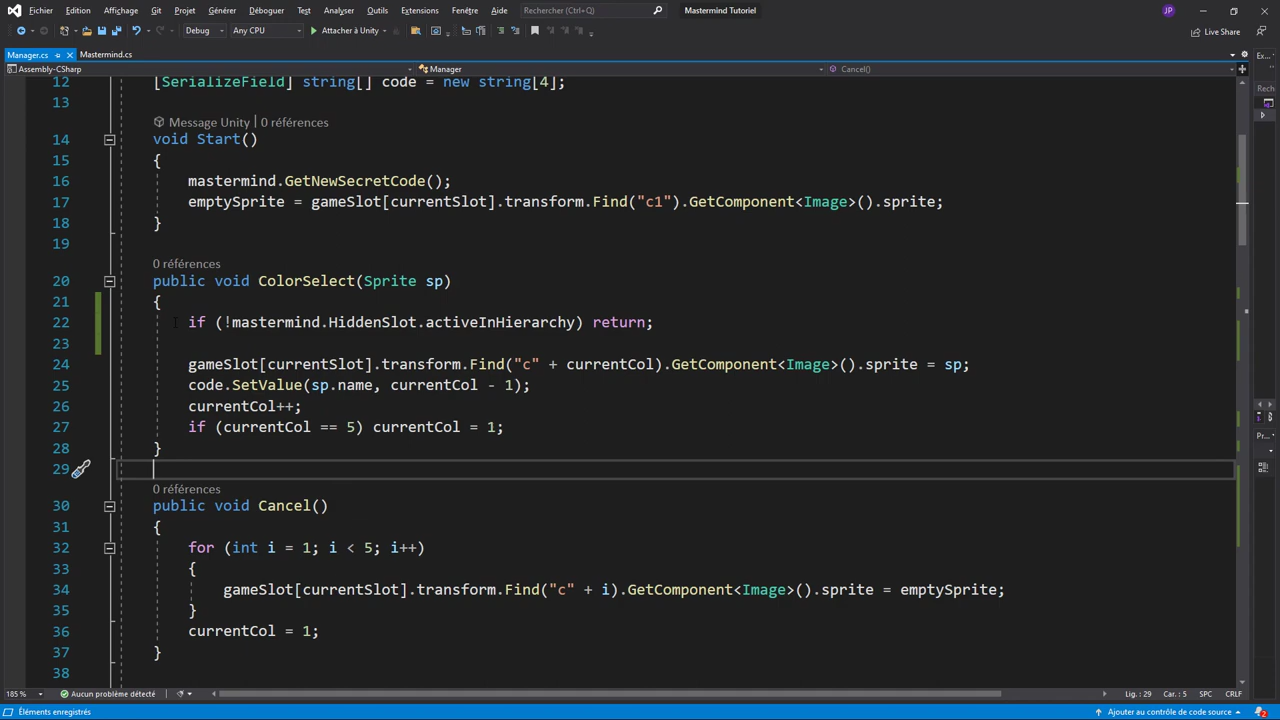 Fichier Edition Affichage Git Projet Générer Déboguer Test Analyser Outils Extensions Fenêtre Aide Rechercher (Ctrl+Q) Mastermind Tutoriel JP
Debug Any CPU Attacher à Unity Live Share
Manager.cs Mastermind.cs Ex...
Assembly-CSharp Manager Cancel()
12 [SerializeField] string[] code = new string[4];
13
Message Unity | 0 références
14 void Start()
15 {
16 mastermind.GetNewSecretCode();
17 emptySprite = gameSlot[currentSlot].transform.Find("c1").GetComponent<Image>().sprite;
18 }
19
0 références
20 public void ColorSelect(Sprite sp)
21 {
22 if (!mastermind.HiddenSlot.activeInHierarchy) return;
23
24 gameSlot[currentSlot].transform.Find("c" + currentCol).GetComponent<Image>().sprite = sp;
25 code.SetValue(sp.name, currentCol - 1);
26 currentCol++;
27 if (currentCol == 5) currentCol = 1;
28 }
29
0 références
30 public void Cancel()
31 {
32 for (int i = 1; i < 5; i++)
33 {
34 gameSlot[currentSlot].transform.Find("c" + i).GetComponent<Image>().sprite = emptySprite;
35 }
36 currentCol = 1;
37 }
38
Rech
Pr...
185 % Aucun problème détecté Lig. : 29 Car. : 5 SPC CRLF
Éléments enregistrés Ajouter au contrôle de code source 2